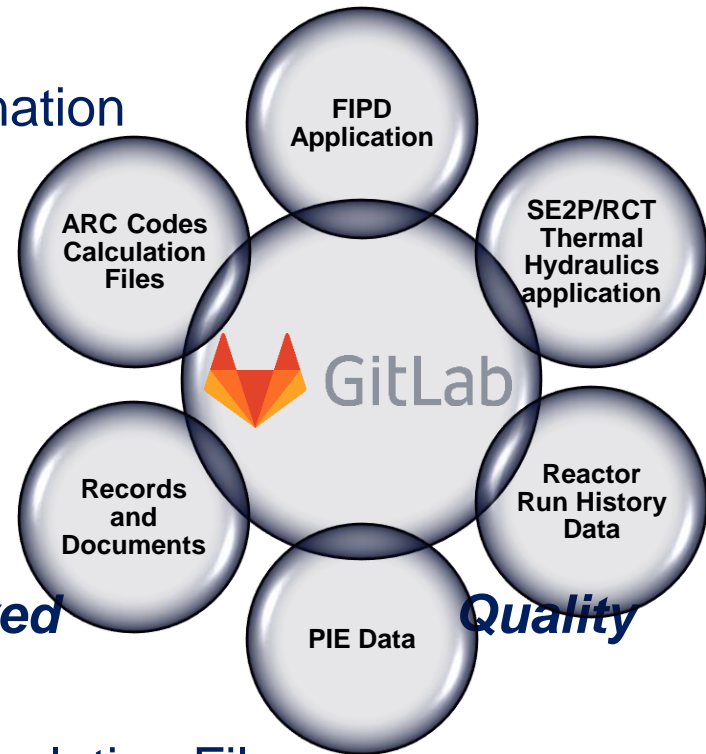 FIPD
Application
ARC Codes
Calculation
Files
SE2P/RCT
Thermal
Hydraulics
application
GitLab
Records
and
Documents
Reactor
Run History
Data
Quality
PIE Data